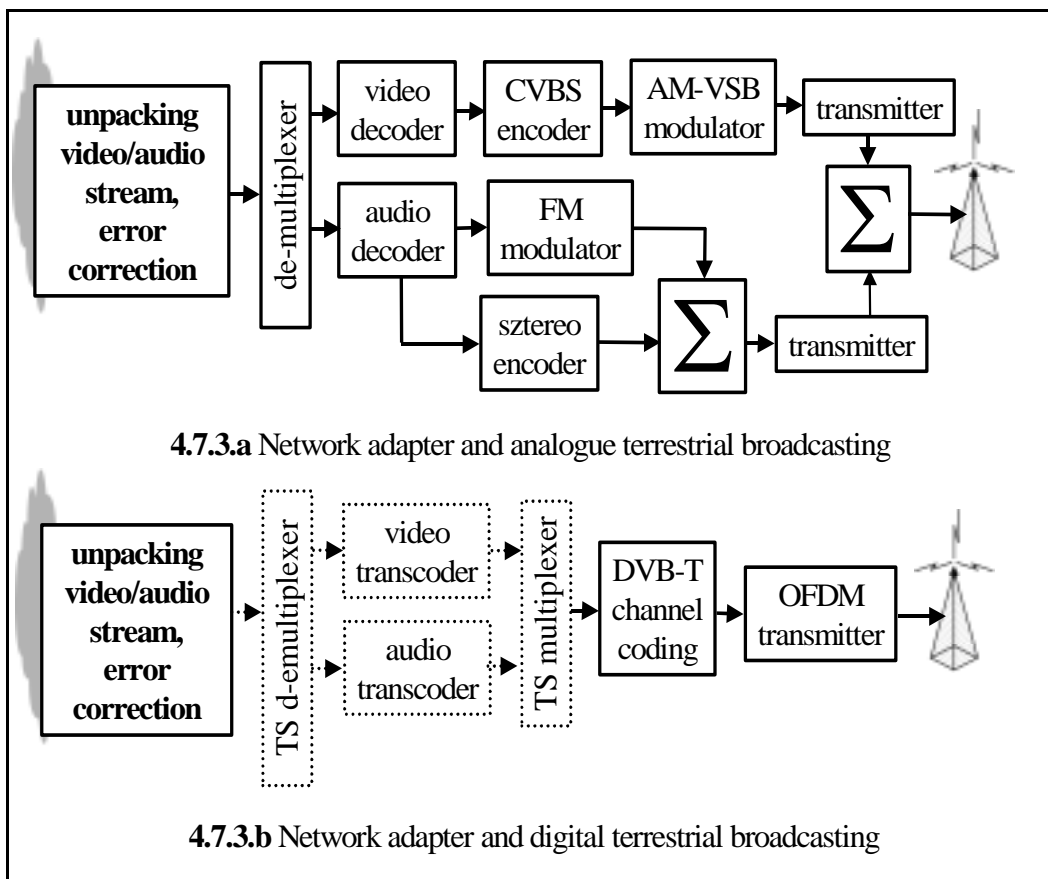 unpacking
video/audio
stream,
error
correction
de-multiplexer
video
decoder
CVBS
encoder
AM-VSB
modulator
transmitter
audio
decoder
FM
modulator
sztereo
encoder
Σ
transmitter
Σ
4.7.3.a Network adapter and analogue terrestrial broadcasting
unpacking
video/audio
stream,
error
correction
TS d-emultiplexer
video
transcoder
audio
transcoder
TS multiplexer
DVB-T
channel
coding
OFDM
transmitter
4.7.3.b Network adapter and digital terrestrial broadcasting